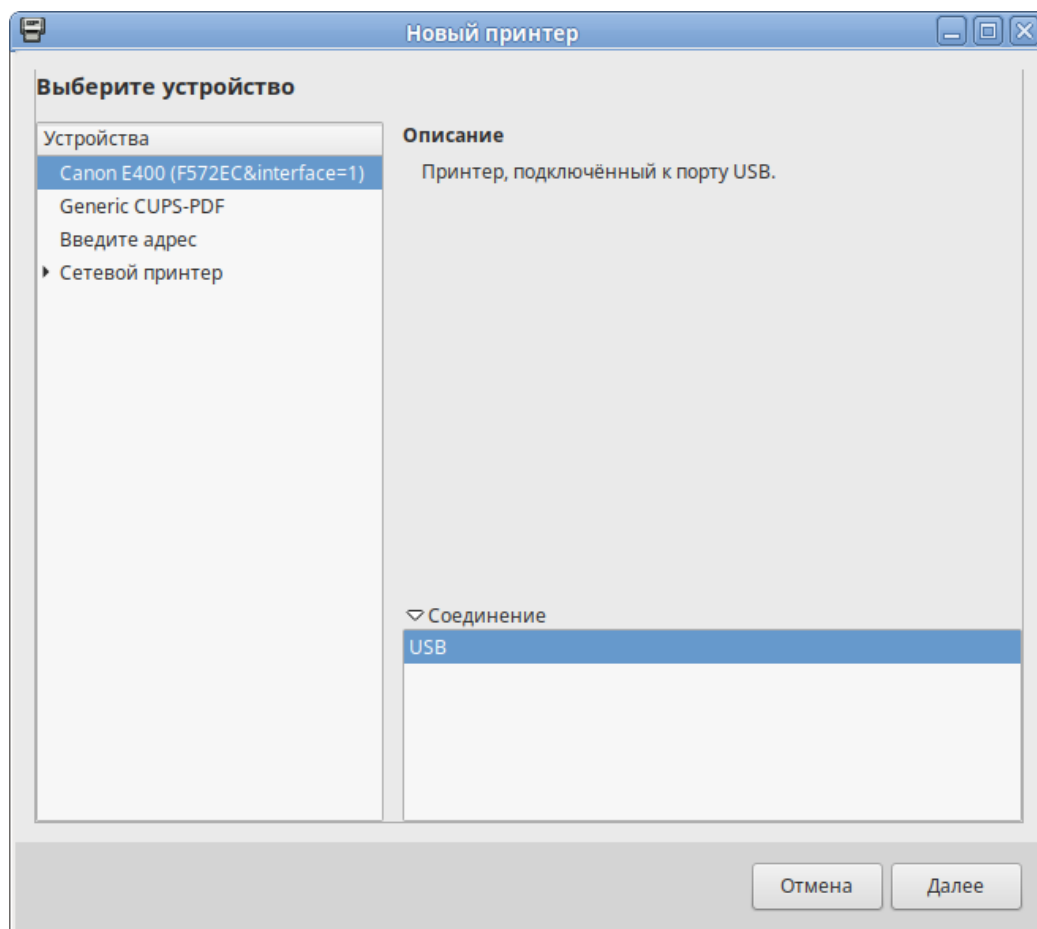 Новый принтер
Выберите устройство
Устройства
Canon E400 (F572EC&interface=1)
Generic CUPS-PDF
Введите адрес
Сетевой принтер
Описание
Принтер, подключённый к порту USB.
Соединение
USB
Отмена
Далее